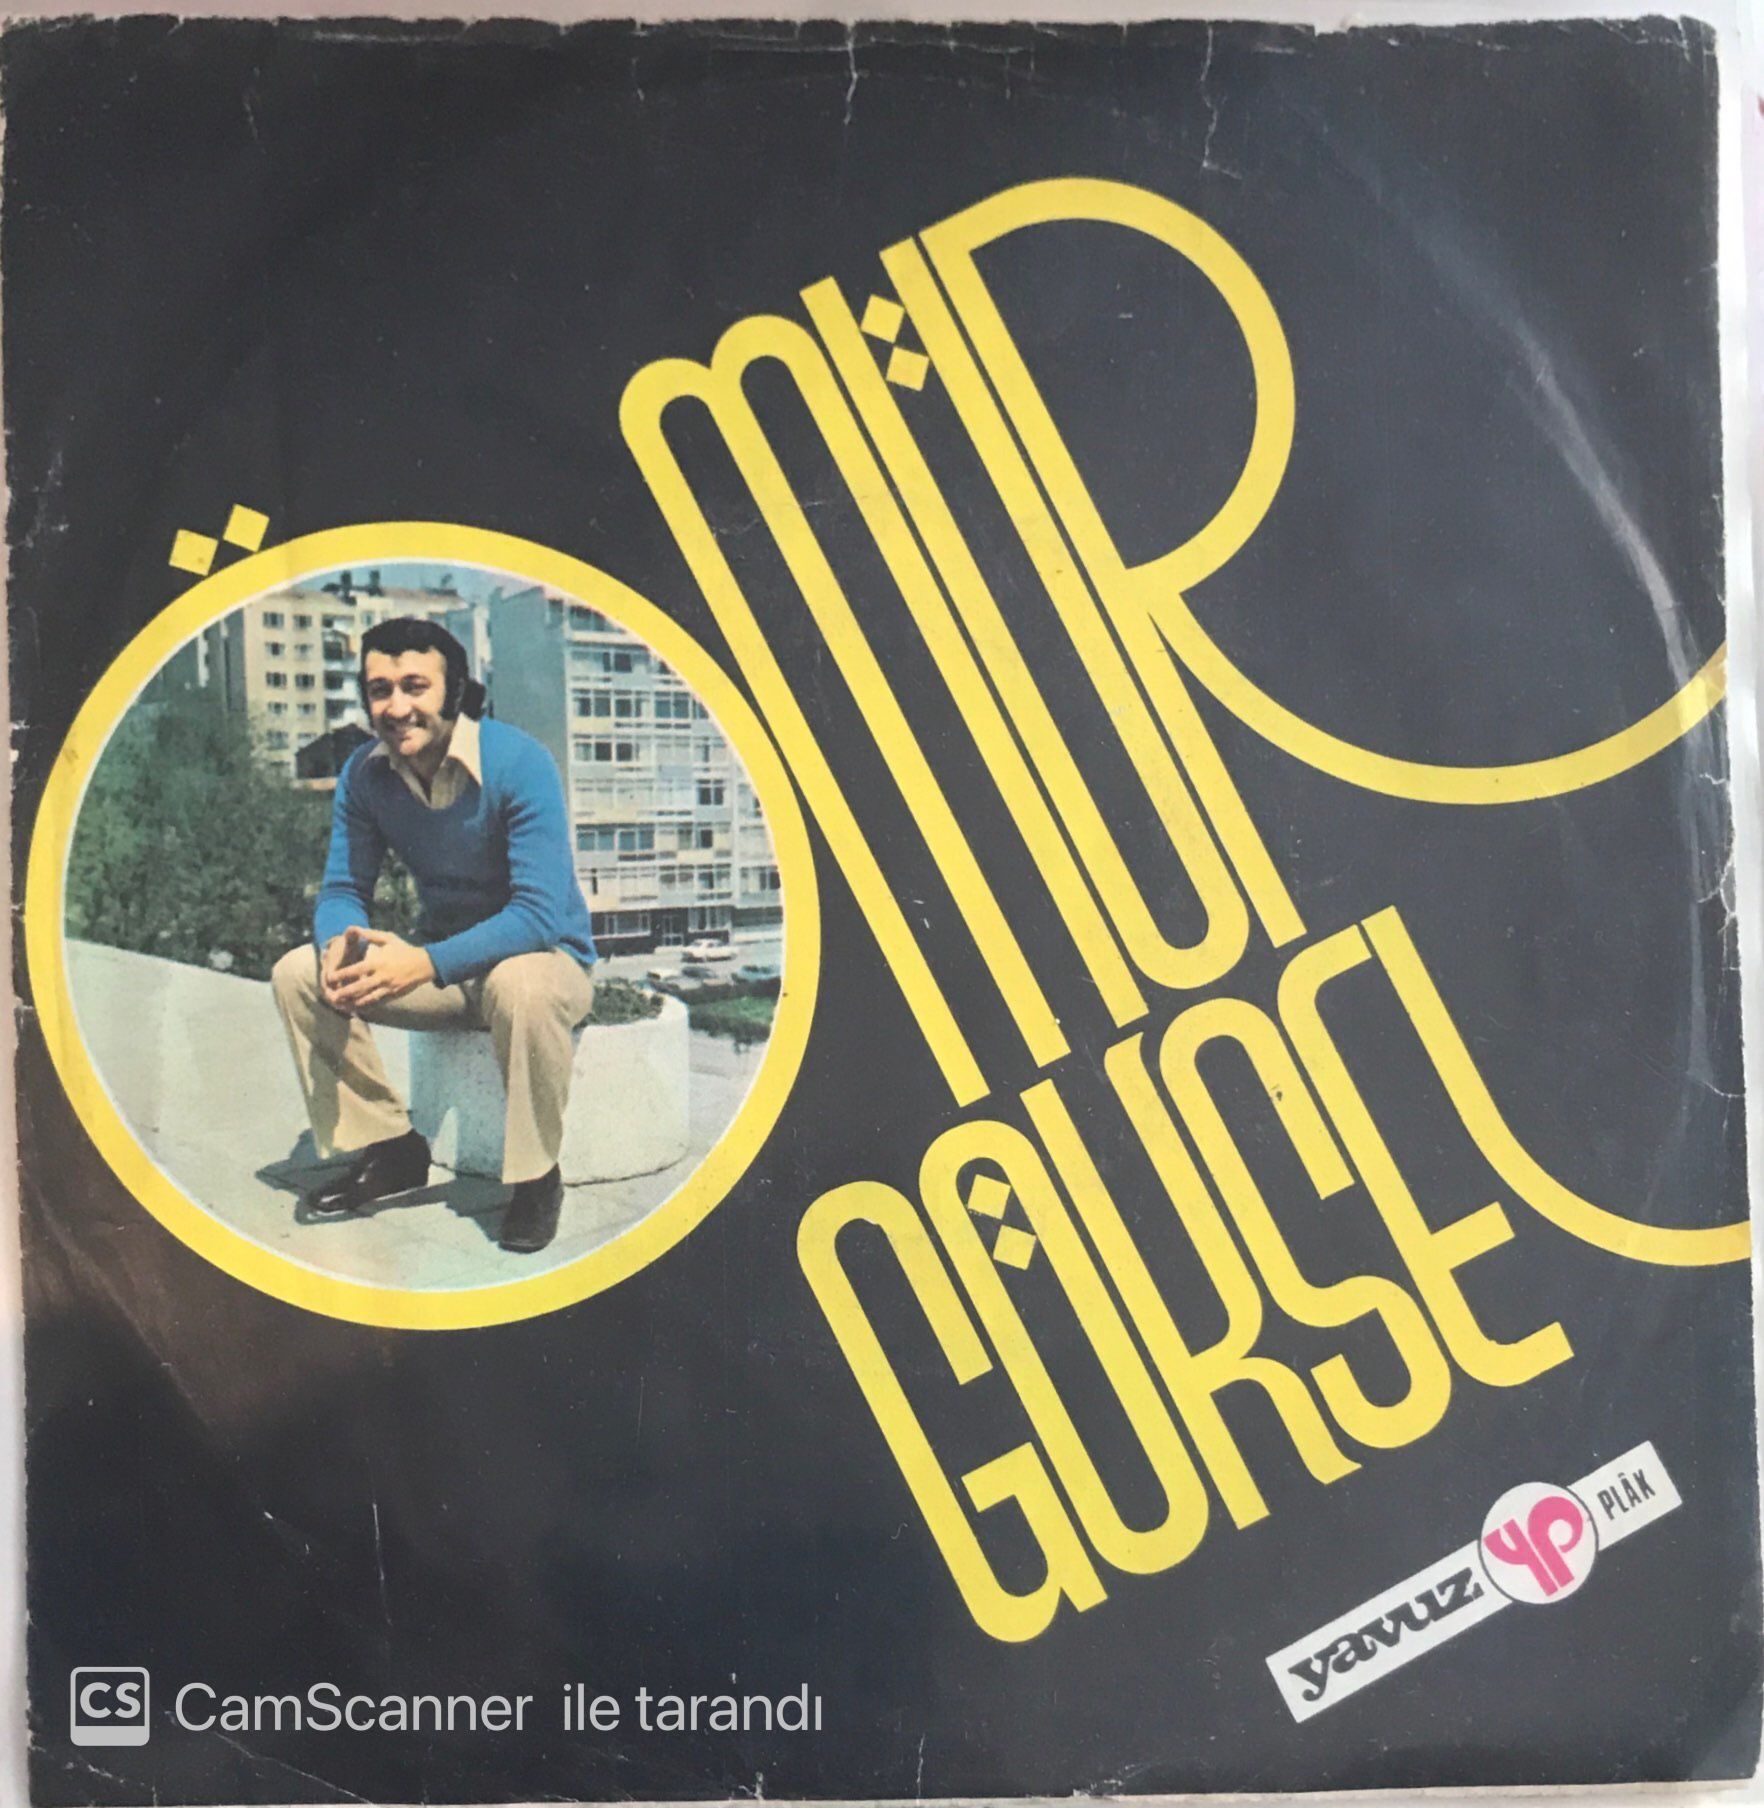 ÖMÜR
GÜRSEL
yavuz YP PLÂK
CS CamScanner ile tarandı